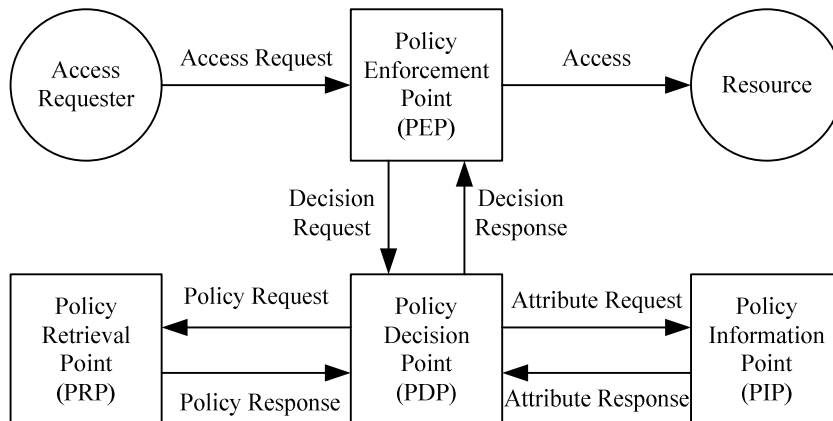 Access
Requester
Access Request
Policy
Enforcement
Point
(PEP)
Access
Resource
Decision
Request
Decision
Response
Policy
Retrieval
Point
(PRP)
Policy Request
Policy Response
Policy
Decision
Point
(PDP)
Attribute Request
Attribute Response
Policy
Information
Point
(PIP)